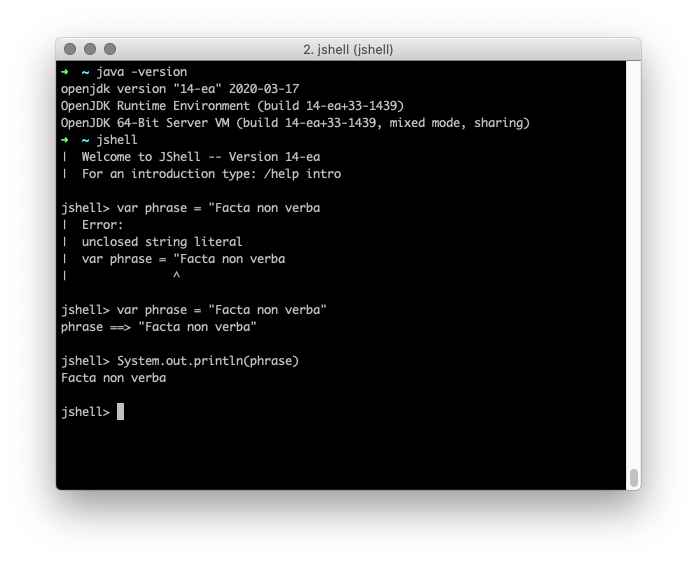 2. jshell (jshell)
➜ ~ java -version
openjdk version "14-ea" 2020-03-17
OpenJDK Runtime Environment (build 14-ea+33-1439)
OpenJDK 64-Bit Server VM (build 14-ea+33-1439, mixed mode, sharing)
➜ ~ jshell
|  Welcome to JShell -- Version 14-ea
|  For an introduction type: /help intro
jshell> var phrase = "Facta non verba
|  Error:
|  unclosed string literal
|  var phrase = "Facta non verba
|               ^
jshell> var phrase = "Facta non verba"
phrase ==> "Facta non verba"
jshell> System.out.println(phrase)
Facta non verba
jshell>